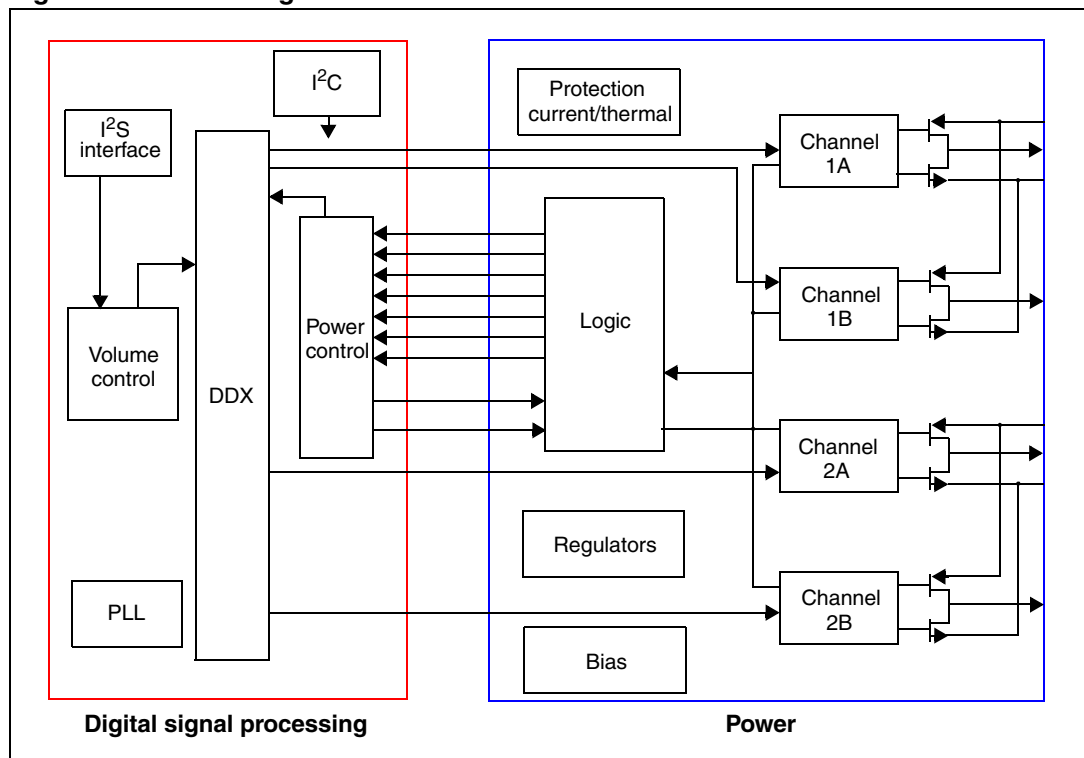 I²C
I²S
interface
Volume
control
DDX
Power
control
PLL
Digital signal processing
Protection
current/thermal
Logic
Regulators
Bias
Channel
1A
Channel
1B
Channel
2A
Channel
2B
Power